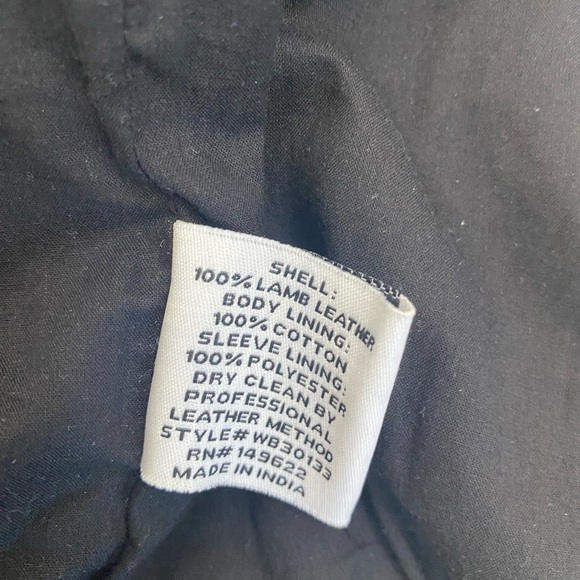 SHELL:
100% LAMB LEATHER
BODY LINING:
100% COTTON
SLEEVE LINING:
100% POLYESTER
DRY CLEAN BY
PROFESSIONAL
LEATHER METHOD
STYLE# WB30133
RN# 149622
MADE IN INDIA